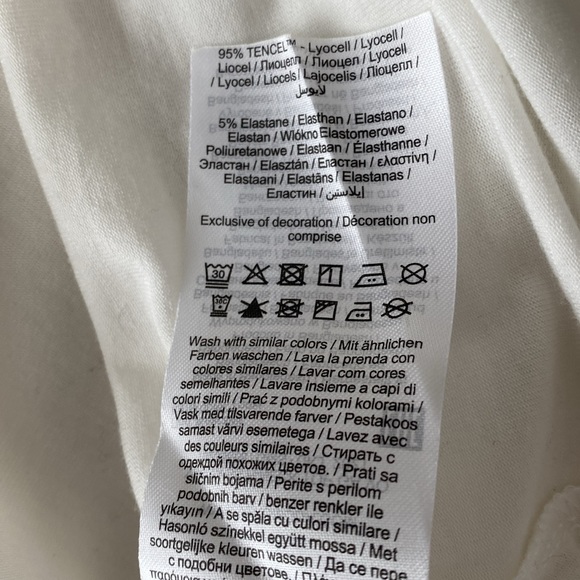 95% TENCEL™ - Lyocell / Lyocell /
Liocel / Лиоцелл / Лиоцел / Lyocell
/ Lyocel / Liocels / Lajocelis / Ліоцелл /
لايوسل
5% Elastane / Elasthan / Elastano /
Elastan / Włókno Elastomerowe
Poliuretanowe / Elastaan / Élasthanne /
Эластан / Elasztán / Еластан / ελαστίνη /
Elastaani / Elastāns / Elastanas /
Еластин / إيلاستين /
Exclusive of decoration / Décoration non
comprise
30
Wash with similar colors / Mit ähnlichen
Farben waschen / Lava la prenda con
colores similares / Lavar com cores
semelhantes / Lavare insieme a capi di
colori simili / Prać z podobnymi kolorami /
Vask med tilsvarende farver / Pestakoos
samast värvi esemetega / Lavez avec
des couleurs similaires / Стирать с
одеждой похожих цветов. / Prati sa
sličnim bojama / Perite s perilom
podobnih barv / benzer renkler ile
yıkayın / A se spăla cu culori similare /
Hasonló színekkel együtt mossa / Met
soortgelijke kleuren wassen / Да се пере
с подобни цветове. /